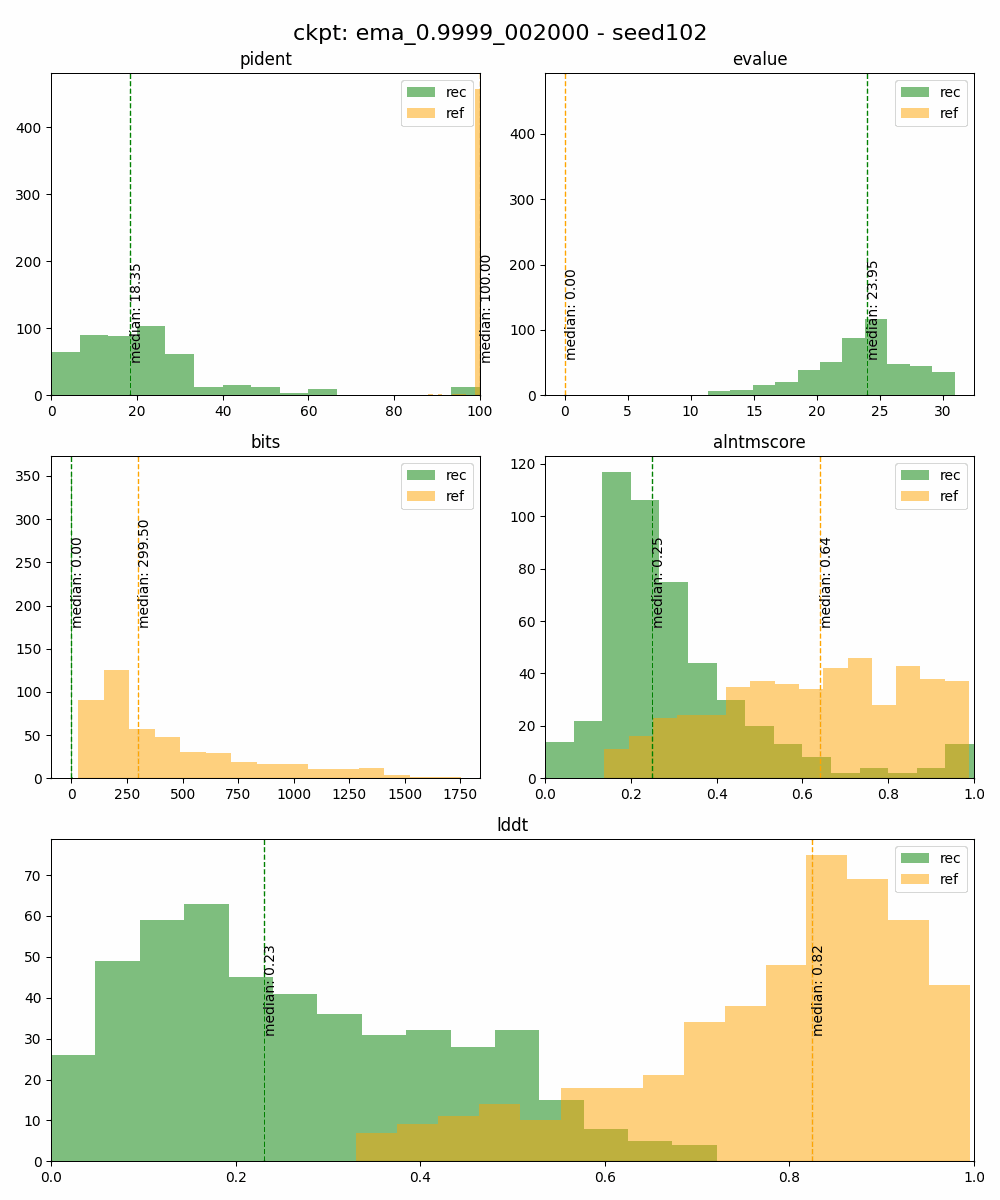 ckpt: ema_0.9999_002000 - seed102
pident
rec
ref
median: 18.35
median: 100.00
0
100
200
300
400
0 20 40 60 80 100
evalue
rec
ref
median: 0.00
median: 23.95
0
100
200
300
400
0 5 10 15 20 25 30
bits
rec
ref
median: 0.00
median: 299.50
0
50
100
150
200
250
300
350
0 250 500 750 1000 1250 1500 1750
alntmscore
rec
ref
median: 0.25
median: 0.64
0
20
40
60
80
100
120
0.0 0.2 0.4 0.6 0.8 1.0
lddt
rec
ref
median: 0.23
median: 0.82
0
10
20
30
40
50
60
70
0.0 0.2 0.4 0.6 0.8 1.0